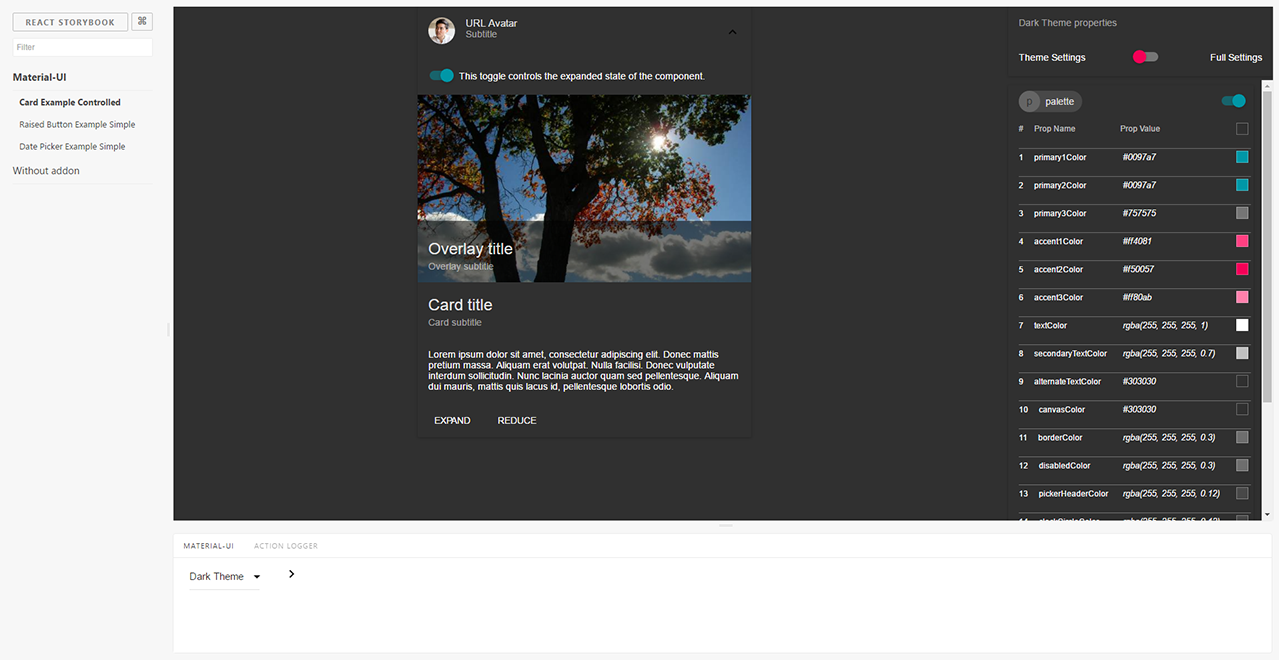 REACT STORYBOOK
⌘
Filter
Material-UI
Card Example Controlled
Raised Button Example Simple
Date Picker Example Simple
Without addon
URL Avatar
Subtitle
This toggle controls the expanded state of the component.
Overlay title
Overlay subtitle
Card title
Card subtitle
Lorem ipsum dolor sit amet, consectetur adipiscing elit. Donec mattis
pretium massa. Aliquam erat volutpat. Nulla facilisi. Donec vulputate
interdum sollicitudin. Nunc lacinia auctor quam sed pellentesque. Aliquam
dui mauris, mattis quis lacus id, pellentesque lobortis odio.
EXPAND REDUCE
Dark Theme properties
Theme Settings Full Settings
p palette
# Prop Name Prop Value
1 primary1Color #0097a7
2 primary2Color #0097a7
3 primary3Color #757575
4 accent1Color #ff4081
5 accent2Color #f50057
6 accent3Color #ff80ab
7 textColor rgba(255, 255, 255, 1)
8 secondaryTextColor rgba(255, 255, 255, 0.7)
9 alternateTextColor #303030
10 canvasColor #303030
11 borderColor rgba(255, 255, 255, 0.3)
12 disabledColor rgba(255, 255, 255, 0.3)
13 pickerHeaderColor rgba(255, 255, 255, 0.12)
14 clockCircleColor rgba(255, 255, 255, 0.12)
MATERIAL-UI ACTION LOGGER
Dark Theme